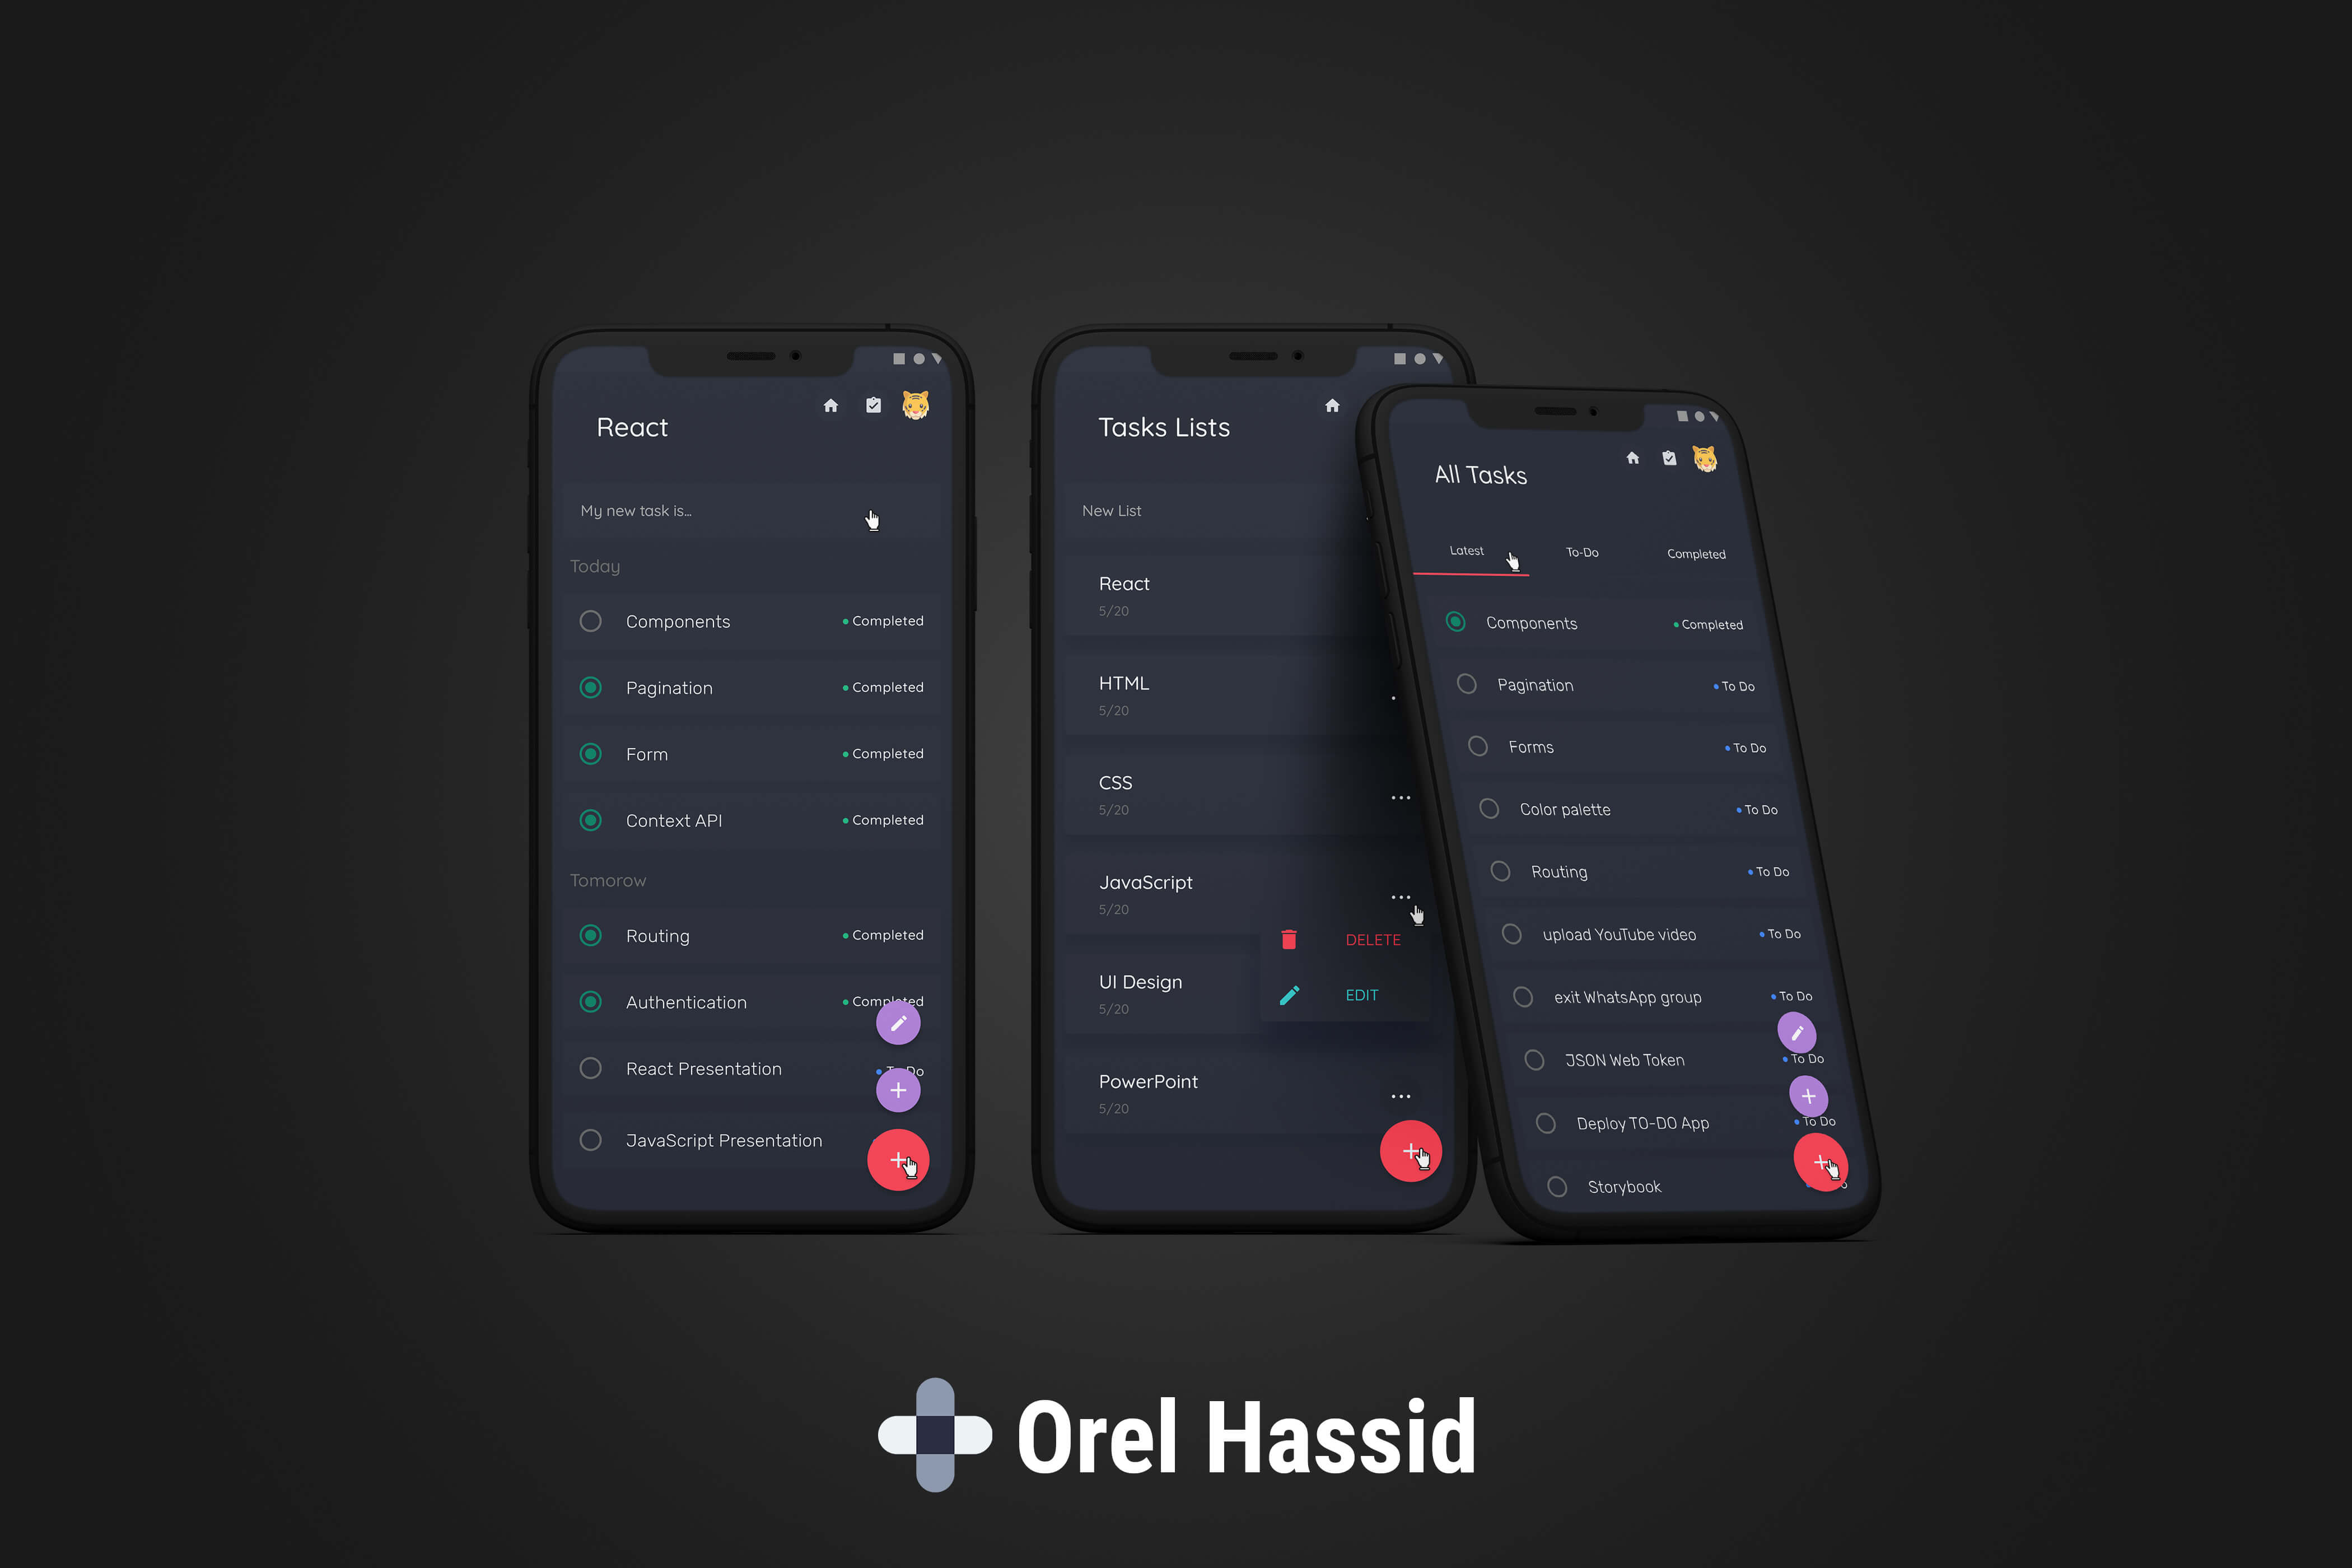 React
My new task is...
Today
Components Completed
Pagination Completed
Form Completed
Context API Completed
Tomorow
Routing Completed
Authentication Completed
React Presentation
JavaScript Presentation
Tasks Lists
New List
React
5/20
HTML
5/20
CSS
5/20
JavaScript
5/20
DELETE
EDIT
UI Design
5/20
PowerPoint
5/20
All Tasks
Latest To-Do Completed
Components Completed
Pagination To Do
Forms To Do
Color palette To Do
Routing To Do
upload YouTube video To Do
exit WhatsApp group To Do
JSON Web Token To Do
Deploy TO-DO App To Do
Storybook
Orel Hassid